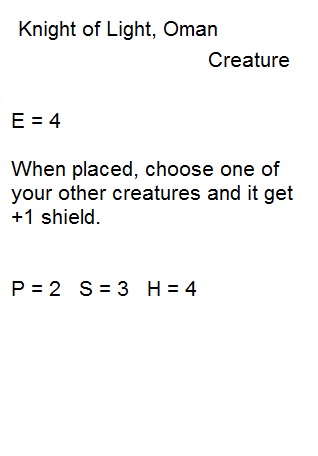 Knight of Light, Oman
Creature
E = 4
When placed, choose one of
your other creatures and it get
+1 shield.
P = 2 S = 3 H = 4